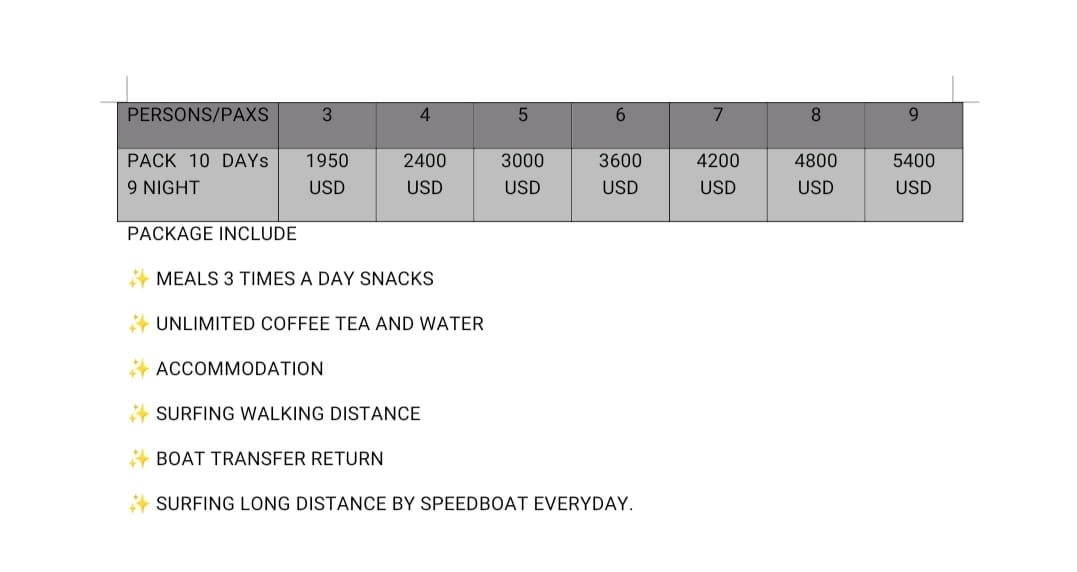 PERSONS/PAXS 3 4 5 6 7 8 9
PACK 10 DAYs 1950 2400 3000 3600 4200 4800 5400
9 NIGHT USD USD USD USD USD USD USD
PACKAGE INCLUDE
✨ MEALS 3 TIMES A DAY SNACKS
✨ UNLIMITED COFFEE TEA AND WATER
✨ ACCOMMODATION
✨ SURFING WALKING DISTANCE
✨ BOAT TRANSFER RETURN
✨ SURFING LONG DISTANCE BY SPEEDBOAT EVERYDAY.